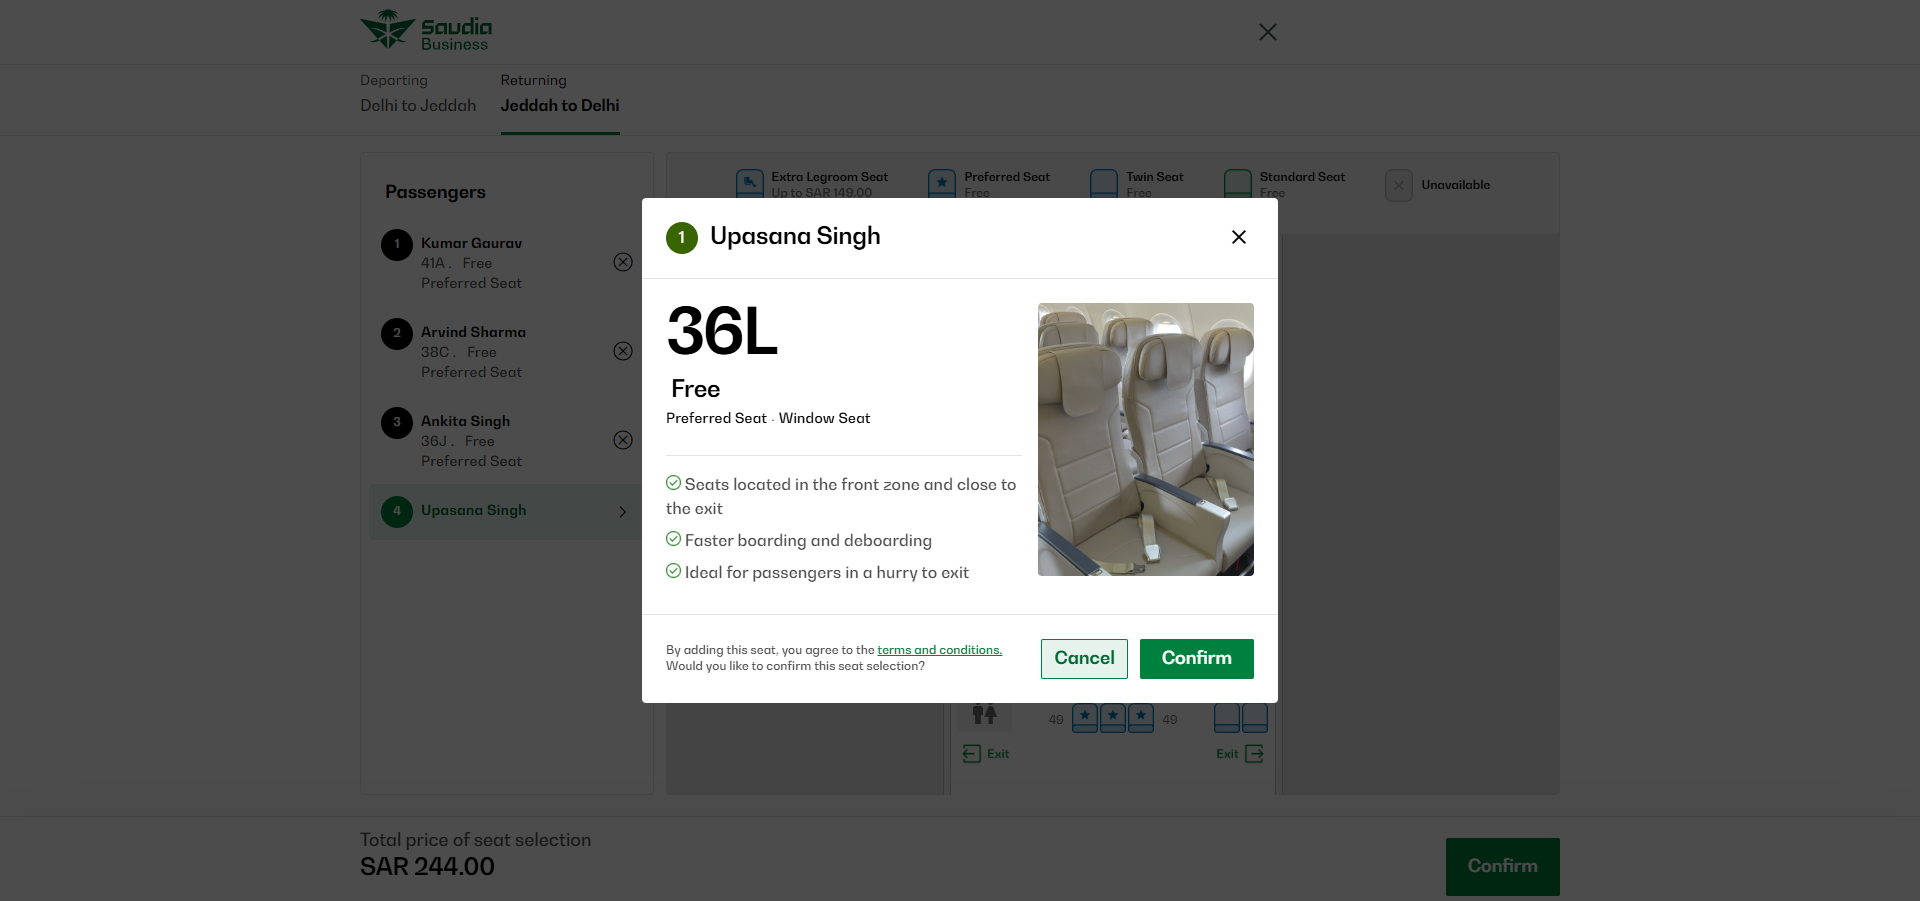 Saudia
Business
Departing
Delhi to Jeddah
Returning
Jeddah to Delhi
Passengers
1
Kumar Gaurav
41A . Free
Preferred Seat
2
Arvind Sharma
38C . Free
Preferred Seat
3
Ankita Singh
36J . Free
Preferred Seat
4
Upasana Singh
Extra Legroom Seat
Up to SAR 149.00
Preferred Seat
Free
Twin Seat
Free
Standard Seat
Free
Unavailable
1 Upasana Singh
36L
Free
Preferred Seat · Window Seat
Seats located in the front zone and close to
the exit
Faster boarding and deboarding
Ideal for passengers in a hurry to exit
By adding this seat, you agree to the terms and conditions.
Would you like to confirm this seat selection?
Cancel
Confirm
49 49
Exit Exit
Total price of seat selection
SAR 244.00
Confirm